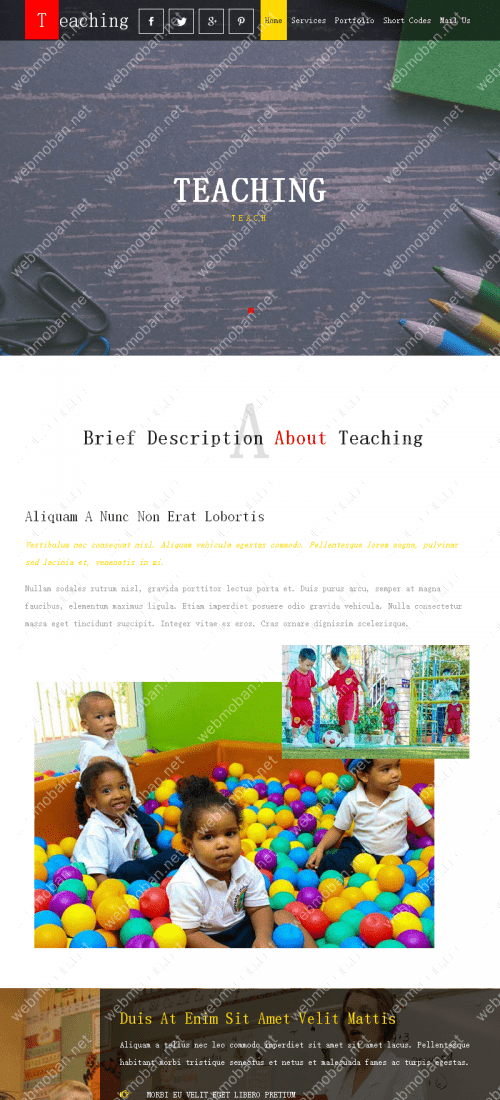 Teaching
Home Services Portfolio Short Codes Mail Us
TEACHING
TEACH
A
Brief Description About Teaching
Aliquam A Nunc Non Erat Lobortis
Vestibulum nec consequat nisl. Aliquam vehicula egestas commodo. Pellentesque lorem augue, pulvinar
sed lacinia et, venenatis in mi.
Nullam sodales rutrum nisl, gravida porttitor lectus porta et. Duis purus arcu, semper at magna
faucibus, elementum maximus ligula. Etiam imperdiet posuere odio gravida vehicula. Nulla consectetur
massa eget tincidunt suscipit. Integer vitae ex eros. Cras ornare dignissim scelerisque.
Duis At Enim Sit Amet Velit Mattis
Aliquam a tellus nec leo commodo imperdiet sit amet sit amet lacus. Pellentesque
habitant morbi tristique senectus et netus et malesuada fames ac turpis egestas.
MORBI EU VELIT EGET LIBERO PRETIUM
webmoban.net